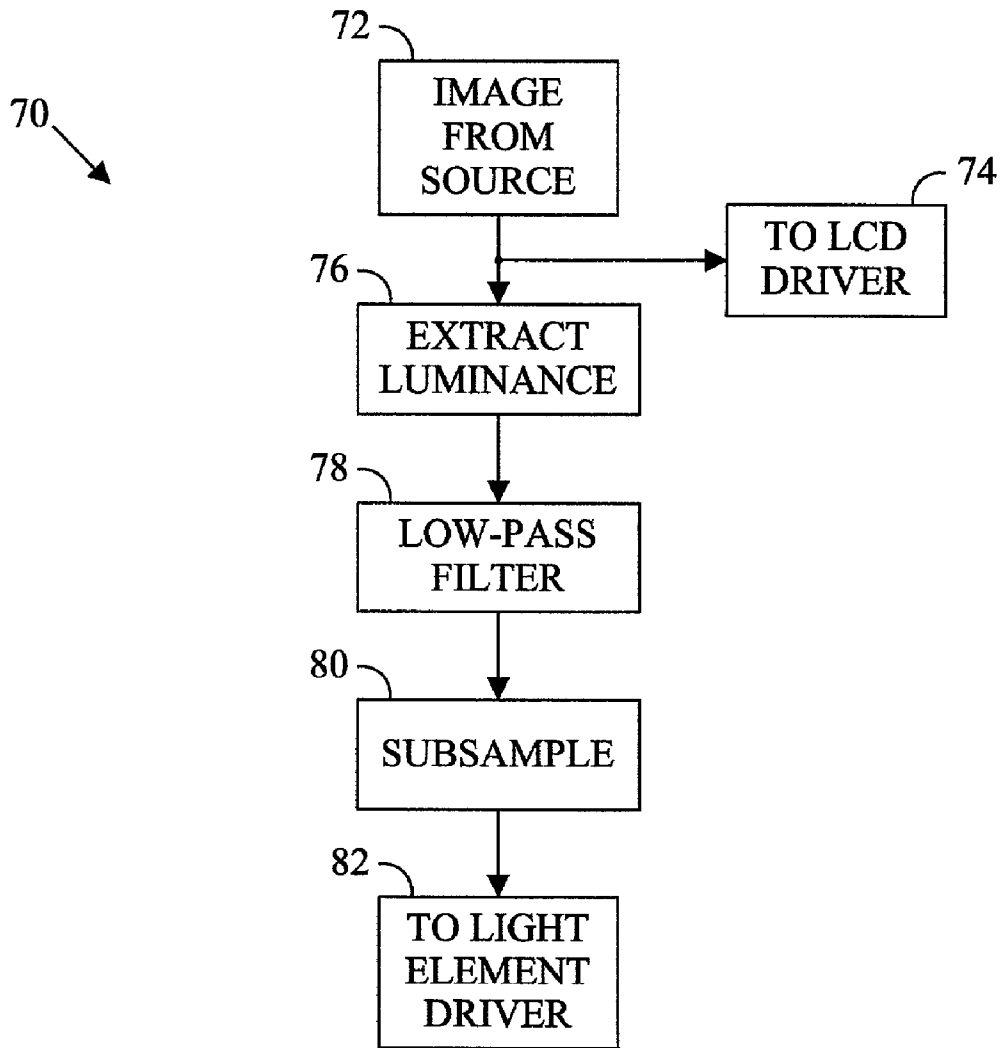 72
IMAGE
FROM
SOURCE
70
74
TO LCD
DRIVER
76
EXTRACT
LUMINANCE
78
LOW-PASS
FILTER
80
SUBSAMPLE
82
TO LIGHT
ELEMENT
DRIVER